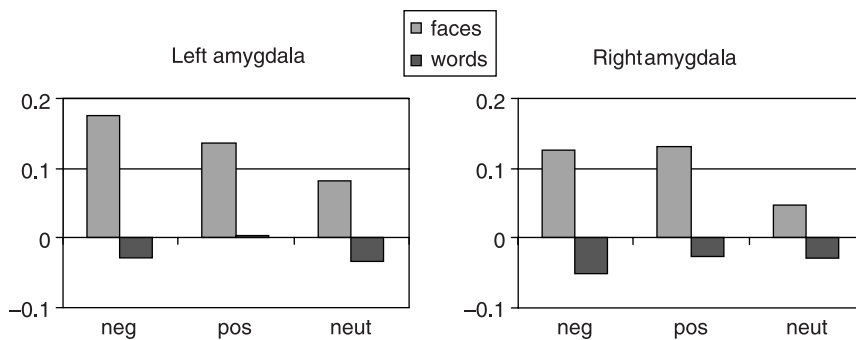 faces
words
Left amygdala
0.2
0.1
0
–0.1
neg pos neut
Rightamygdala
0.2
0.1
0
–0.1
neg pos neut